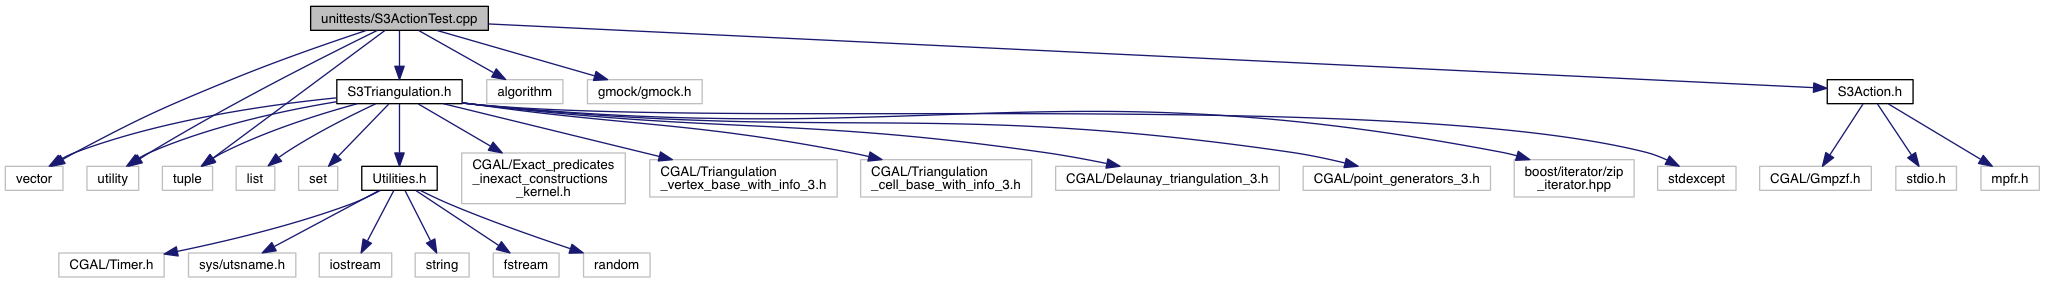 unittests/S3ActionTest.cpp
S3Triangulation.h
algorithm
gmock/gmock.h
S3Action.h
vector
utility
tuple
list
set
Utilities.h
CGAL/Exact_predicates
_inexact_constructions
_kernel.h
CGAL/Triangulation
_vertex_base_with_info_3.h
CGAL/Triangulation
_cell_base_with_info_3.h
CGAL/Delaunay_triangulation_3.h
CGAL/point_generators_3.h
boost/iterator/zip
_iterator.hpp
stdexcept
CGAL/Gmpzf.h
stdio.h
mpfr.h
CGAL/Timer.h
sys/utsname.h
iostream
string
fstream
random